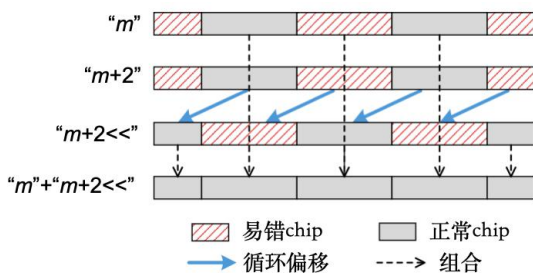 “m”
“m+2”
“m+2<<”
“m”+“m+2<<”
易错chip 正常chip
循环偏移 组合